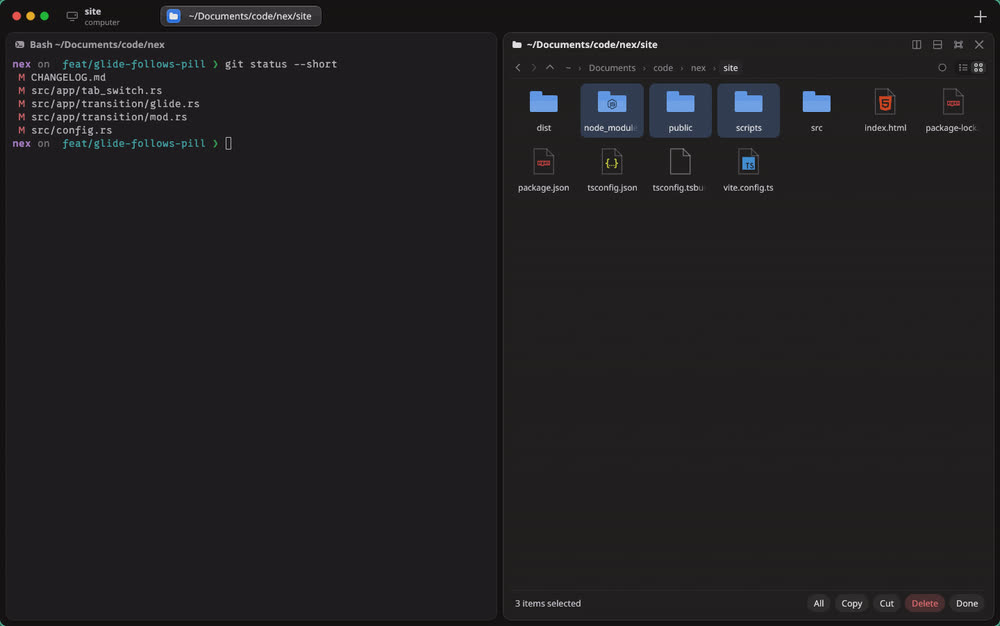 site
computer
~/Documents/code/nex/site
Bash ~/Documents/code/nex
nex on feat/glide-follows-pill ❯ git status --short
M CHANGELOG.md
M src/app/tab_switch.rs
M src/app/transition/glide.rs
M src/app/transition/mod.rs
M src/config.rs
nex on feat/glide-follows-pill ❯
~/Documents/code/nex/site
~ › Documents › code › nex › site
dist
node_module
public
scripts
src
index.html
package-lock
package.json
tsconfig.json
tsconfig.tsbu
vite.config.ts
3 items selected
All
Copy
Cut
Delete
Done